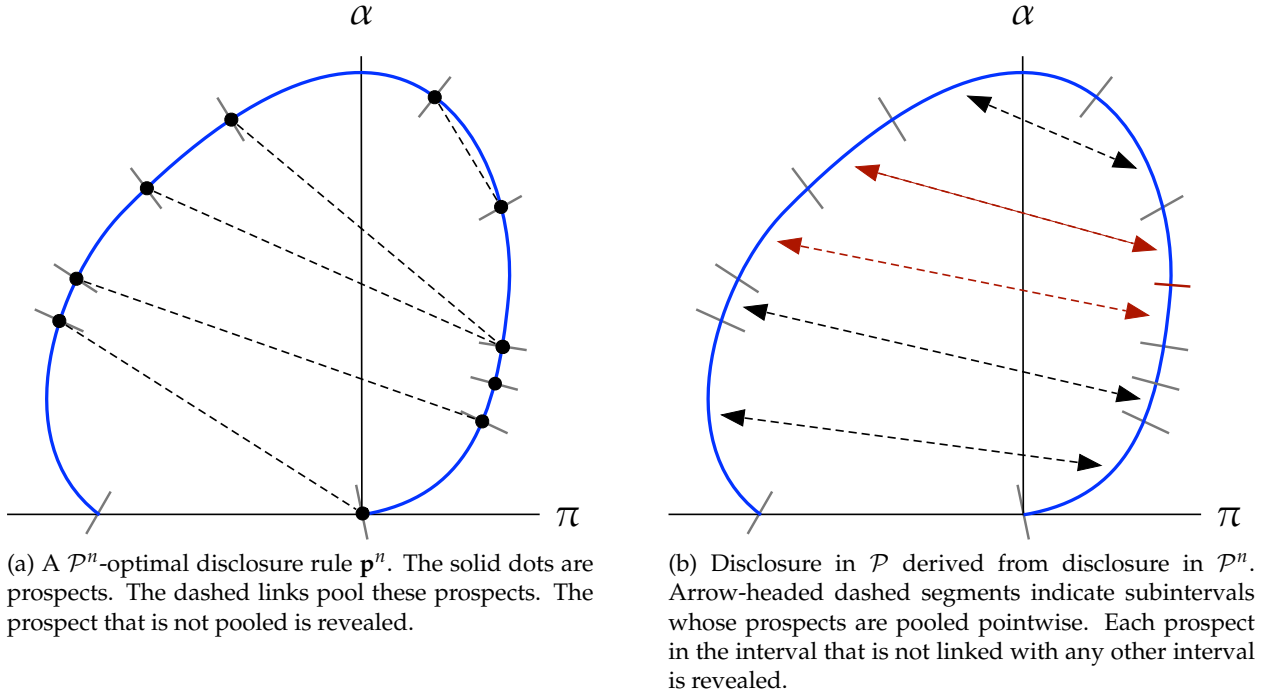 α
π
(a) A 𝒫ⁿ-optimal disclosure rule 𝐩ⁿ. The solid dots are
prospects. The dashed links pool these prospects. The
prospect that is not pooled is revealed.
α
π
(b) Disclosure in 𝒫 derived from disclosure in 𝒫ⁿ.
Arrow-headed dashed segments indicate subintervals
whose prospects are pooled pointwise. Each prospect
in the interval that is not linked with any other interval
is revealed.